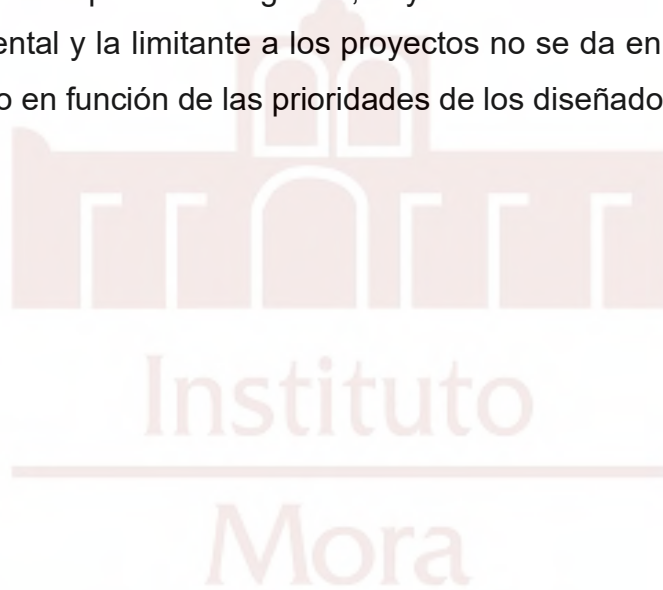 ental y la limitante a los proyectos no se da en
o en función de las prioridades de los diseñado
Instituto
Mora